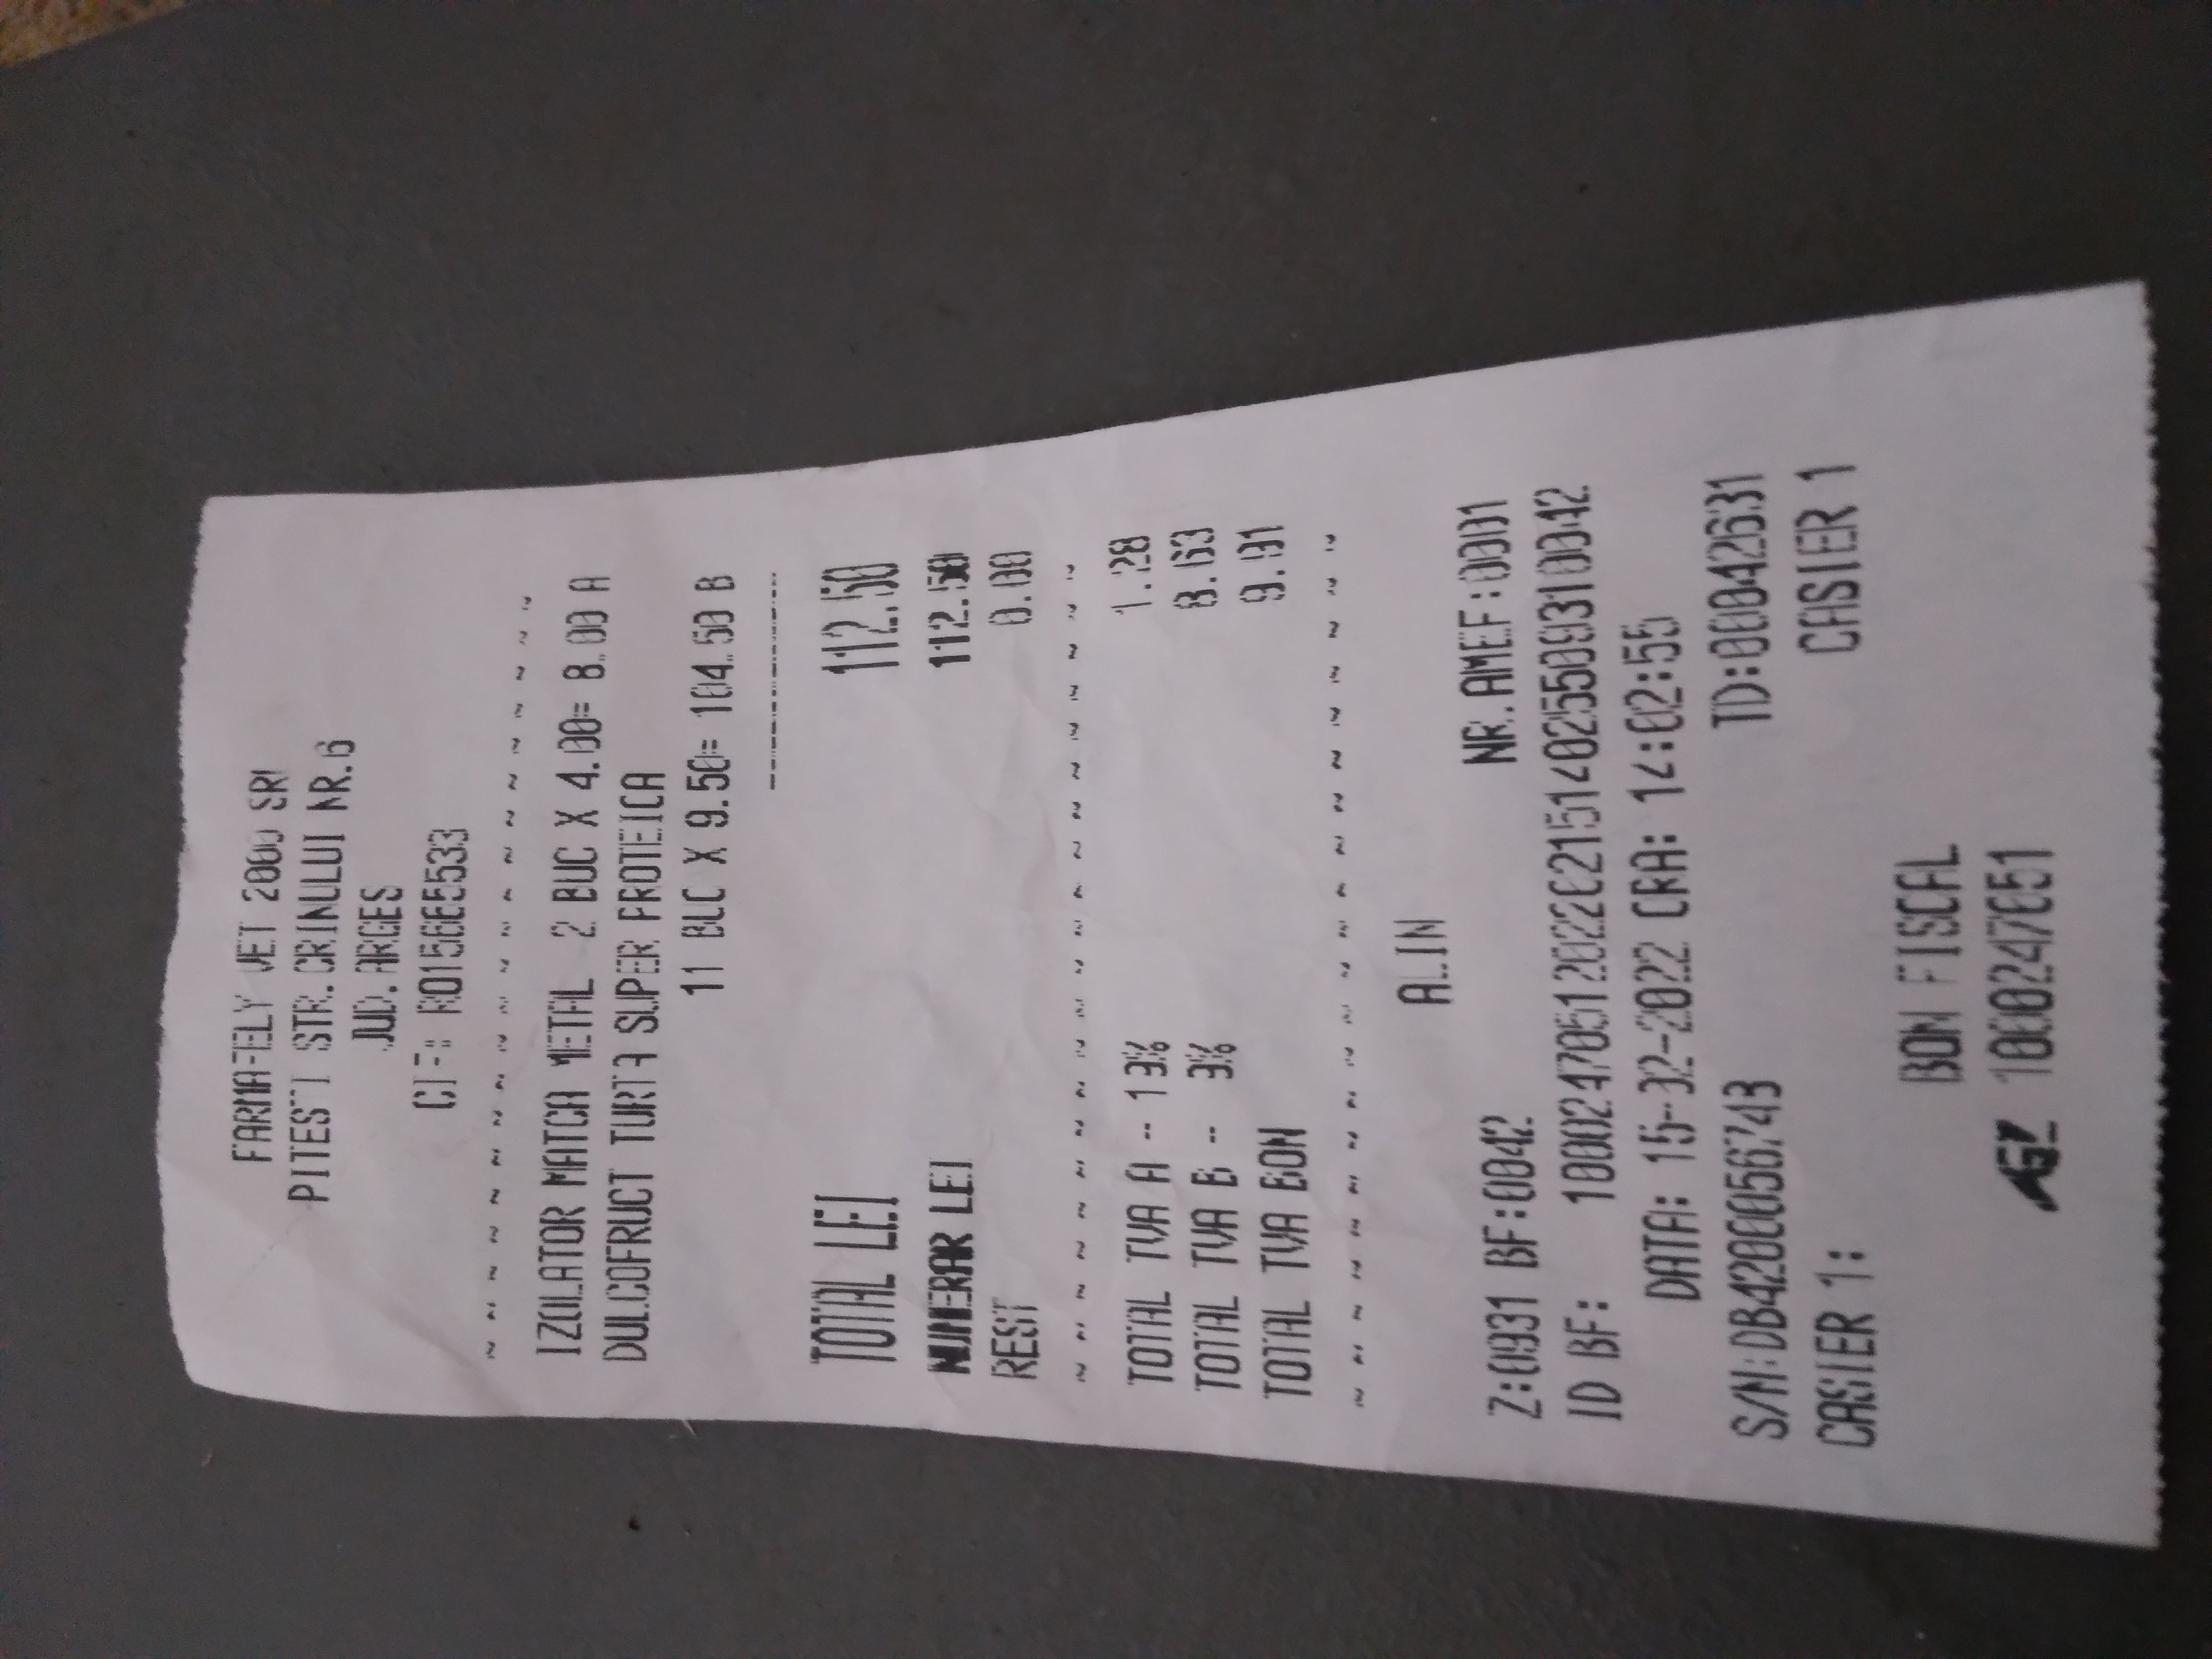 FARMAVELY VET 2000 SRL
PITESTI STR.CRINULUI NR.6
JUD.ARGES
CIF: RO15665533
~ ~ ~ ~ ~ ~ ~ ~ ~ ~ ~ ~ ~ ~ ~ ~ ~
IZOLATOR MATCA METAL 2 BUC X 4.00= 8.00 A
DULCOFRUCT TURTA SUPER PROTEICA
11 BUC X 9.50= 104.50 B
TOTAL LEI 112.50
NUMERAR LEI 112.50
REST 0.00
~ ~ ~ ~ ~ ~ ~ ~ ~ ~ ~ ~ ~ ~ ~ ~ ~
TOTAL TVA A -- 19% 1.28
TOTAL TVA B -- 9% 8.63
TOTAL TVA BON 9.91
~ ~ ~ ~ ~ ~ ~ ~ ~ ~ ~ ~ ~ ~ ~ ~ ~
ALIN
Z:0931 BF:0042 NR.AMEF:0001
ID BF: 1000247051202202151402550931 0042
DATA: 15-02-2022 ORA: 14:02:55
S/N:DB4200056743 TD:00042631
CASIER 1: CASIER 1
BON FISCAL
1000247051